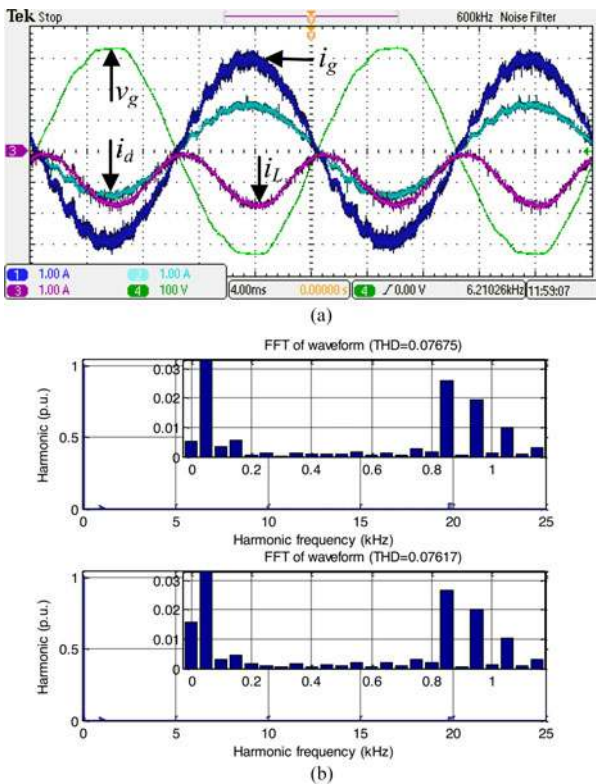 Tek Stop 600kHz Noise Filter
i_g
v_g
i_d
i_L
3
1 1.00 A 2 1.00 A
3 1.00 A 4 100 V 4.00ms 0.00000 s 4 0.00 V 6.21026kHz 11:59:07
(a)
FFT of waveform (THD=0.07675)
Harmonic (p.u.)
1
0.5
0
0.03
0.02
0.01
0
0 0.2 0.4 0.6 0.8 1
0 5 10 15 20 25
Harmonic frequency (kHz)
FFT of waveform (THD=0.07617)
Harmonic (p.u.)
1
0.5
0
0.03
0.02
0.01
0
0 0.2 0.4 0.6 0.8 1
0 5 10 15 20 25
Harmonic frequency (kHz)
(b)